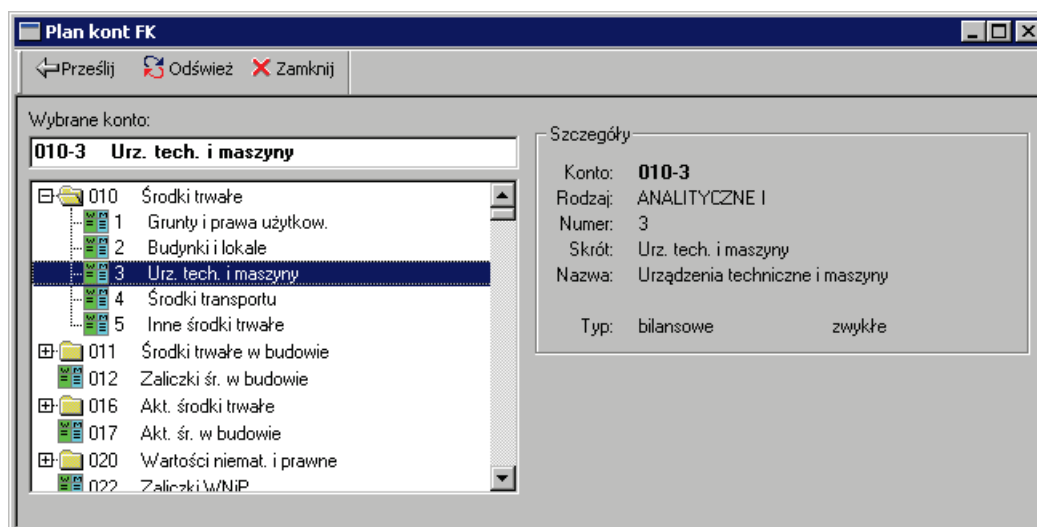 Plan kont FK
Prześlij Odśwież Zamknij
Wybrane konto:
010-3 Urz. tech. i maszyny
010 Środki trwałe
1 Grunty i prawa użytkow.
2 Budynki i lokale
3 Urz. tech. i maszyny
4 Środki transportu
5 Inne środki trwałe
011 Środki trwałe w budowie
012 Zaliczki śr. w budowie
016 Akt. środki trwałe
017 Akt. śr. w budowie
020 Wartości niemat. i prawne
022 Zaliczki WNiP
Szczegóły
Konto: 010-3
Rodzaj: ANALITYCZNE I
Numer: 3
Skrót: Urz. tech. i maszyny
Nazwa: Urządzenia techniczne i maszyny
Typ: bilansowe zwykłe